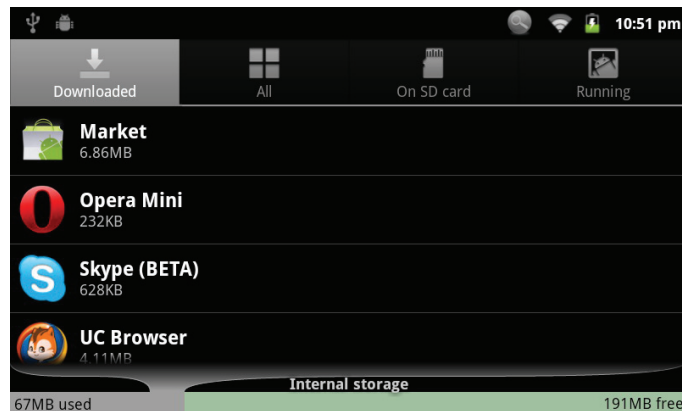 10:51 pm
Downloaded All On SD card Running
Market
6.86MB
Opera Mini
232KB
Skype (BETA)
628KB
UC Browser
4.11MB
Internal storage
67MB used 191MB free